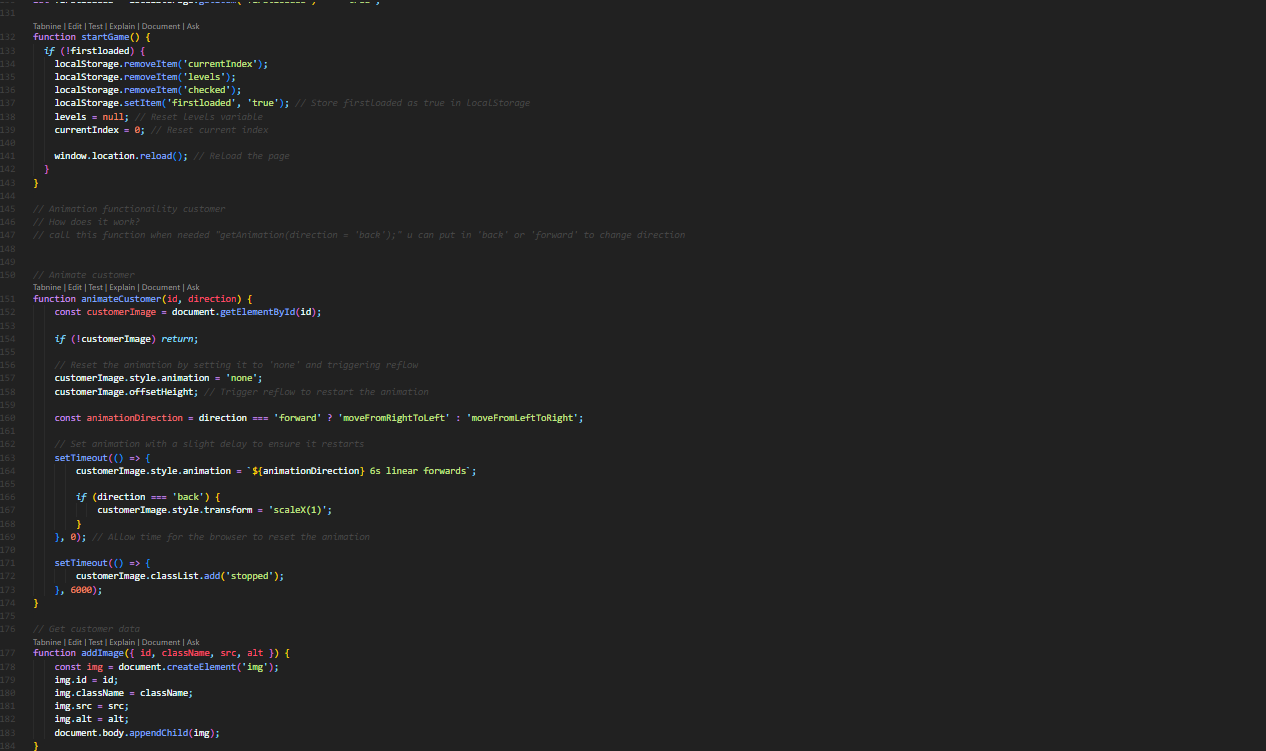 131
Tabnine | Edit | Test | Explain | Document | Ask
132 function startGame() {
133 if (!firstloaded) {
134 localStorage.removeItem('currentIndex');
135 localStorage.removeItem('levels');
136 localStorage.removeItem('checked');
137 localStorage.setItem('firstloaded', 'true'); // Store firstloaded as true in localStorage
138 levels = null; // Reset levels variable
139 currentIndex = 0; // Reset current index
140
141 window.location.reload(); // Reload the page
142 }
143 }
144
145 // Animation functionaility customer
146 // How does it work?
147 // call this function when needed "getAnimation(direction = 'back');" u can put in 'back' or 'forward' to change direction
148
149
150 // Animate customer
Tabnine | Edit | Test | Explain | Document | Ask
151 function animateCustomer(id, direction) {
152 const customerImage = document.getElementById(id);
153
154 if (!customerImage) return;
155
156 // Reset the animation by setting it to 'none' and triggering reflow
157 customerImage.style.animation = 'none';
158 customerImage.offsetHeight; // Trigger reflow to restart the animation
159
160 const animationDirection = direction === 'forward' ? 'moveFromRightToLeft' : 'moveFromLeftToRight';
161
162 // Set animation with a slight delay to ensure it restarts
163 setTimeout(() => {
164 customerImage.style.animation = `${animationDirection} 6s linear forwards`;
165
166 if (direction === 'back') {
167 customerImage.style.transform = 'scaleX(1)';
168 }
169 }, 0); // Allow time for the browser to reset the animation
170
171 setTimeout(() => {
172 customerImage.classList.add('stopped');
173 }, 6000);
174 }
175
176 // Get customer data
Tabnine | Edit | Test | Explain | Document | Ask
177 function addImage({ id, className, src, alt }) {
178 const img = document.createElement('img');
179 img.id = id;
180 img.className = className;
181 img.src = src;
182 img.alt = alt;
183 document.body.appendChild(img);
184 }